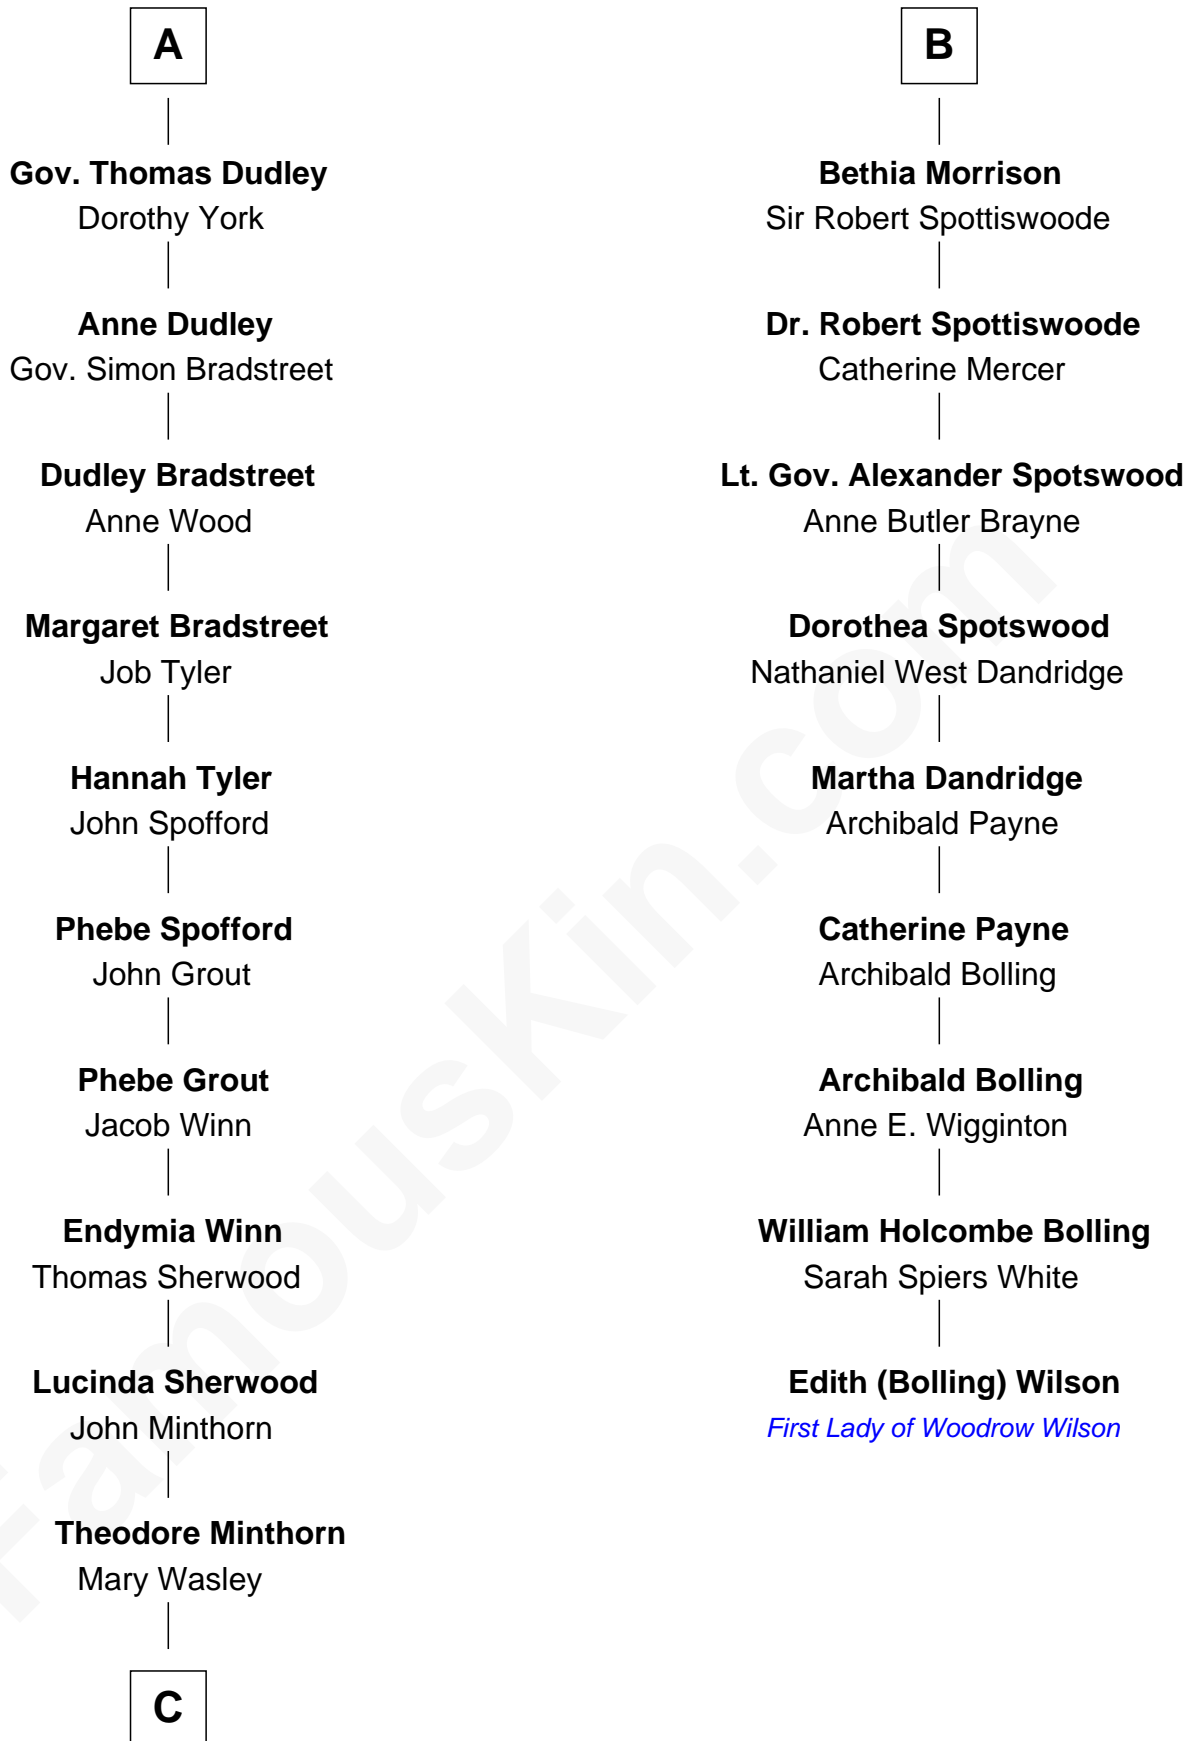 A
Gov. Thomas Dudley
Dorothy York
Anne Dudley
Gov. Simon Bradstreet
Dudley Bradstreet
Anne Wood
Margaret Bradstreet
Job Tyler
Hannah Tyler
John Spofford
Phebe Spofford
John Grout
Phebe Grout
Jacob Winn
Endymia Winn
Thomas Sherwood
Lucinda Sherwood
John Minthorn
Theodore Minthorn
Mary Wasley
C
B
Bethia Morrison
Sir Robert Spottiswoode
Dr. Robert Spottiswoode
Catherine Mercer
Lt. Gov. Alexander Spotswood
Anne Butler Brayne
Dorothea Spotswood
Nathaniel West Dandridge
Martha Dandridge
Archibald Payne
Catherine Payne
Archibald Bolling
Archibald Bolling
Anne E. Wigginton
William Holcombe Bolling
Sarah Spiers White
Edith (Bolling) Wilson
First Lady of Woodrow Wilson
FamousKin.com